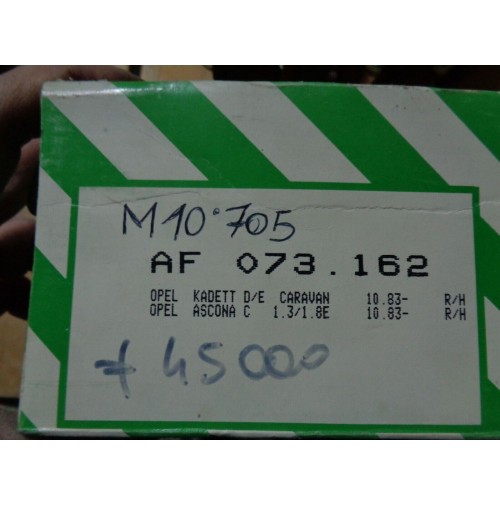 M10.705
AF 073.162
OPEL KADETT D/E CARAVAN 10.83- R/H
OPEL ASCONA C 1.3/1.8E 10.83- R/H
£ 45000